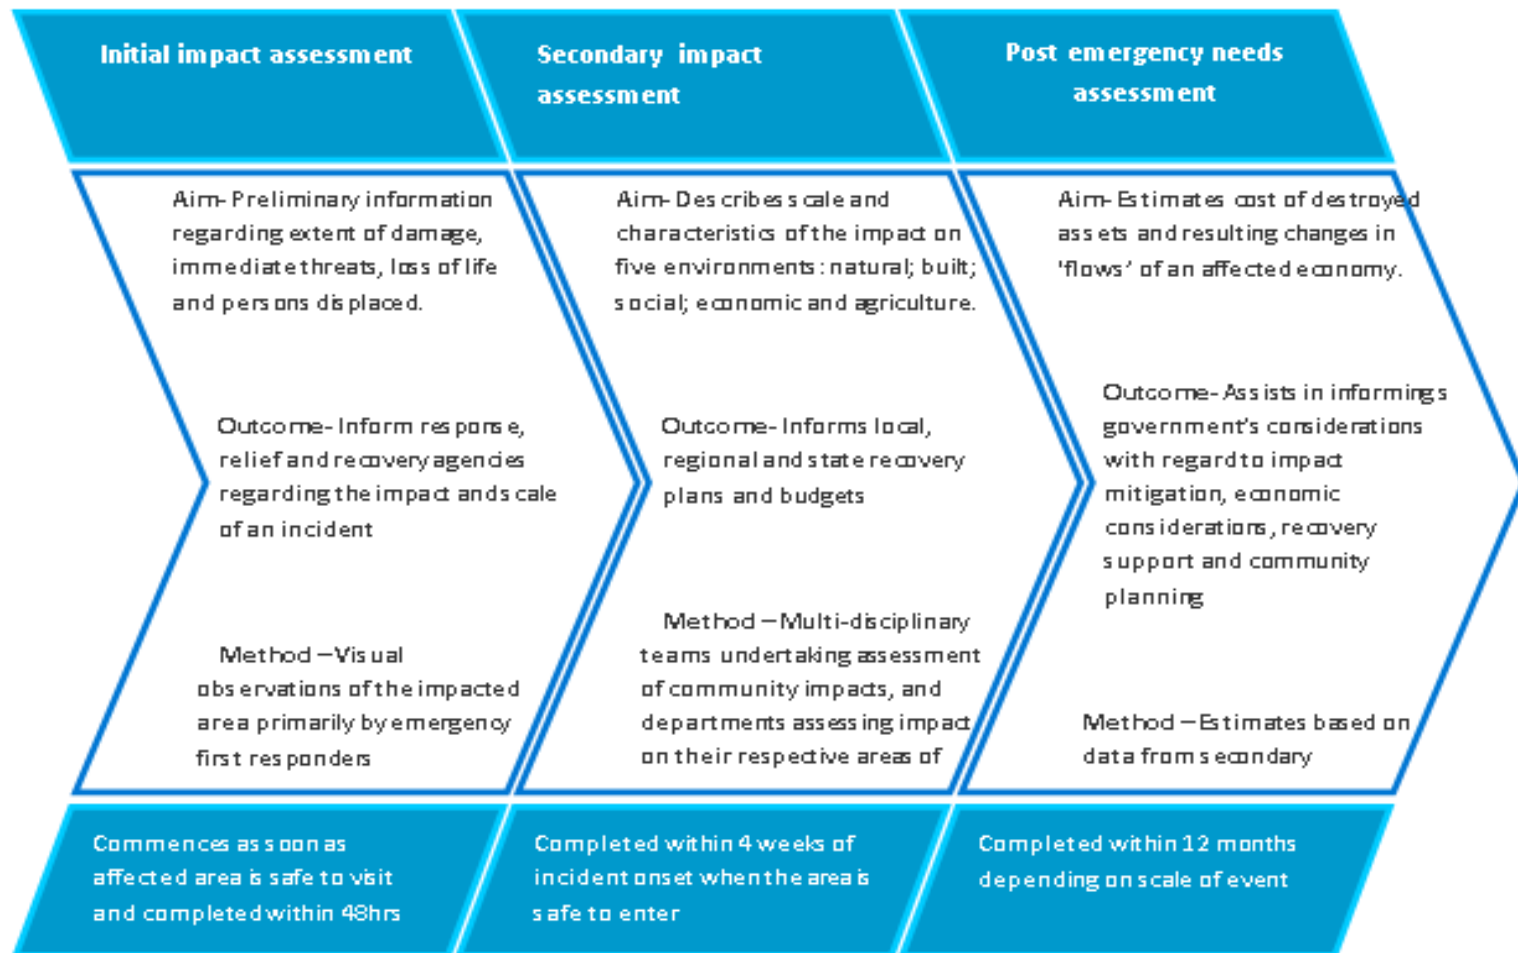 Initial impact assessment
Secondary impact
assessment
Post emergency needs
assessment
Aim- Preliminary information
regarding extent of damage,
immediate threats, loss of life
and persons displaced.
Outcome- Inform response,
relief and recovery agencies
regarding the impact and scale
of an incident
Method – Visual
observations of the impacted
area primarily by emergency
first responders
Aim- Describes scale and
characteristics of the impact on
five environments: natural; built;
social; economic and agriculture.
Outcome- Informs local,
regional and state recovery
plans and budgets
Method – Multi-disciplinary
teams undertaking assessment
of community impacts, and
departments assessing impact
on their respective areas of
Aim- Estimates cost of destroyed
assets and resulting changes in
'flows' of an affected economy.
Outcome- Assists in informings
government's considerations
with regard to impact
mitigation, economic
considerations, recovery
support and community
planning
Method – Estimates based on
data from secondary
Commences as soon as
affected area is safe to visit
and completed within 48hrs
Completed within 4 weeks of
incident onset when the area is
safe to enter
Completed within 12 months
depending on scale of event